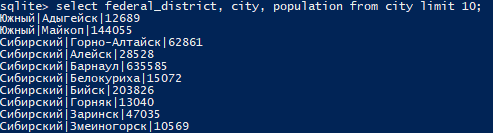 sqlite> select federal_district, city, population from city limit 10;
Южный|Адыгейск|12689
Южный|Майкоп|144055
Сибирский|Горно-Алтайск|62861
Сибирский|Алейск|28528
Сибирский|Барнаул|635585
Сибирский|Белокуриха|15072
Сибирский|Бийск|203826
Сибирский|Горняк|13040
Сибирский|Заринск|47035
Сибирский|Змеиногорск|10569